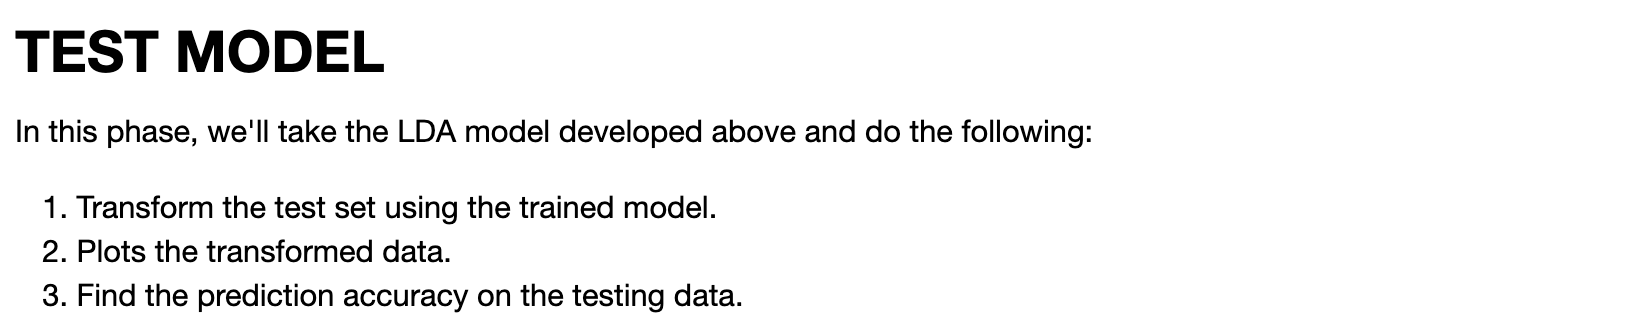 TEST MODEL
In this phase, we'll take the LDA model developed above and do the following:
1. Transform the test set using the trained model.
2. Plots the transformed data.
3. Find the prediction accuracy on the testing data.